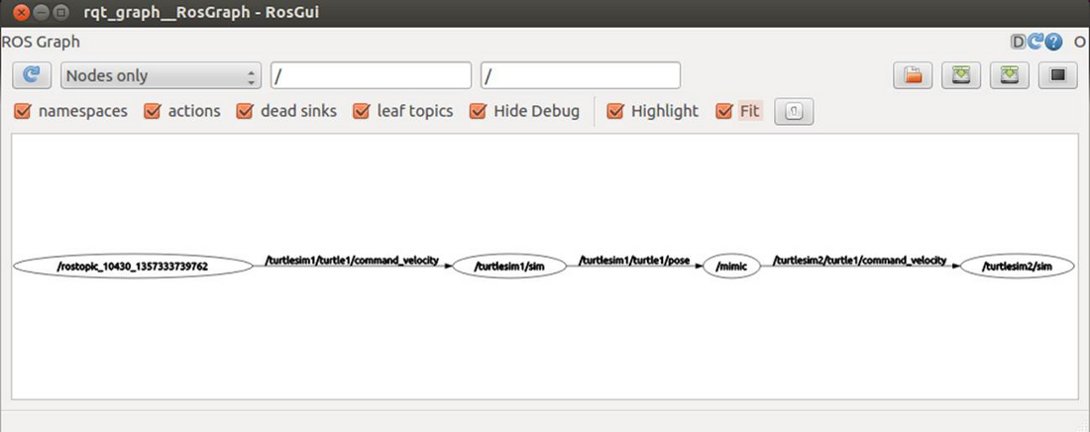 rqt_graph__RosGraph - RosGui
ROS Graph D ? O
Nodes only / /
namespaces actions dead sinks leaf topics Hide Debug Highlight Fit
/rostopic_10430_1357333739762 /turtlesim1/turtle1/command_velocity /turtlesim1/sim /turtlesim1/turtle1/pose /mimic /turtlesim2/turtle1/command_velocity /turtlesim2/sim